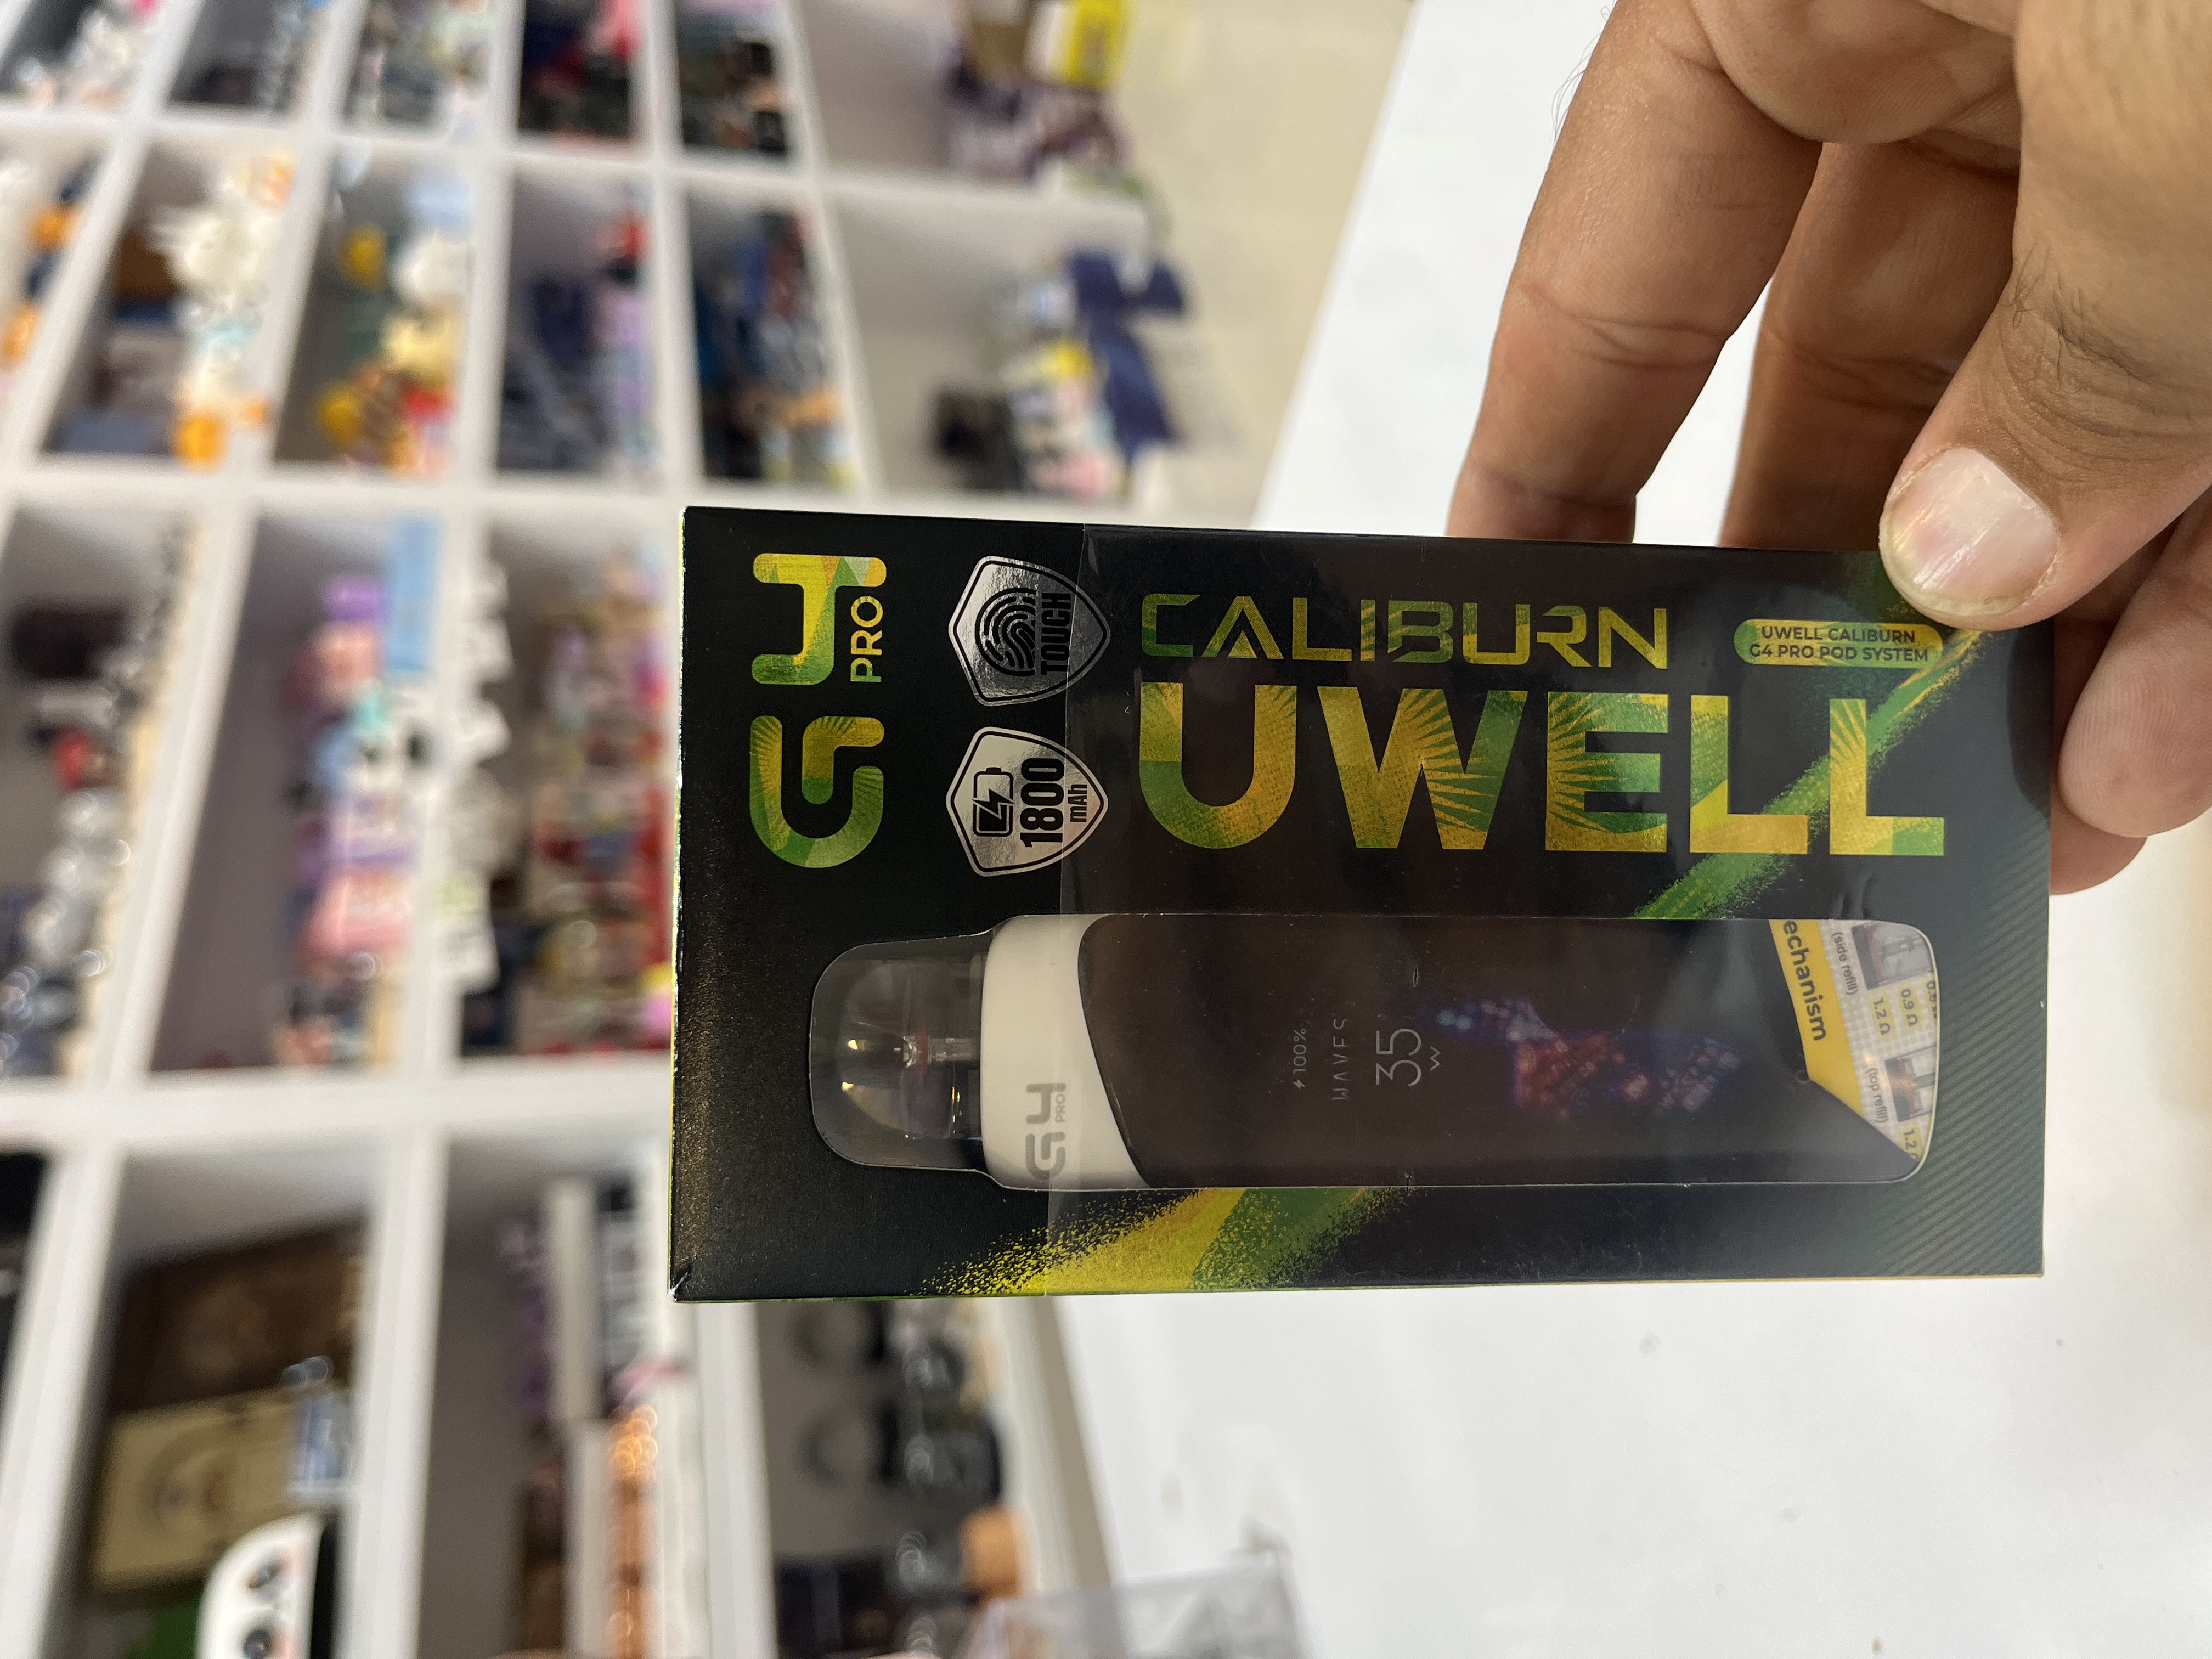 CALIBURN
UWELL
UWELL CALIBURN
G4 PRO POD SYSTEM
G4
PRO
TOUCH
1800
mAh
G4
PRO
100%
WAVES
35
W
echanism
(side refill)
0.9 Ω
1.2 Ω
(top refill)